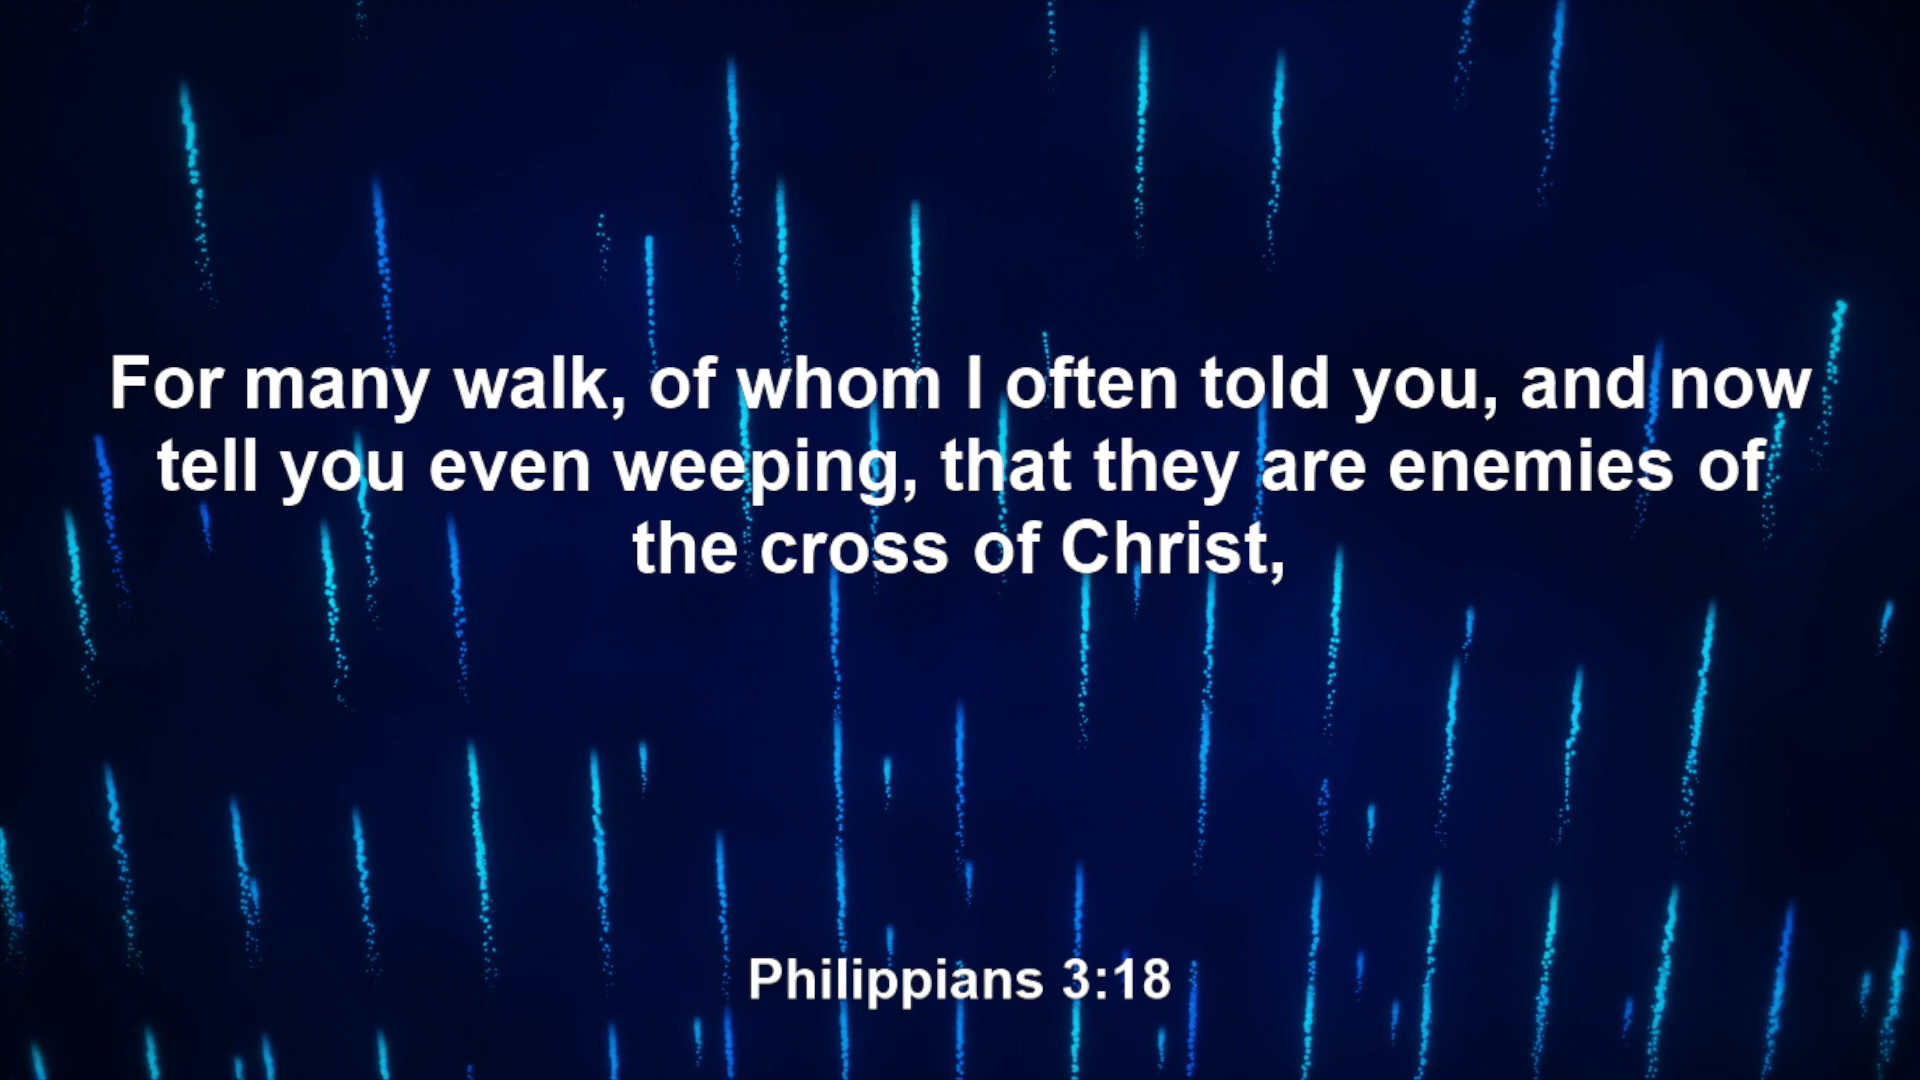 For many walk, of whom I often told you, and now
tell you even weeping, that they are enemies of
the cross of Christ,
Philippians 3:18